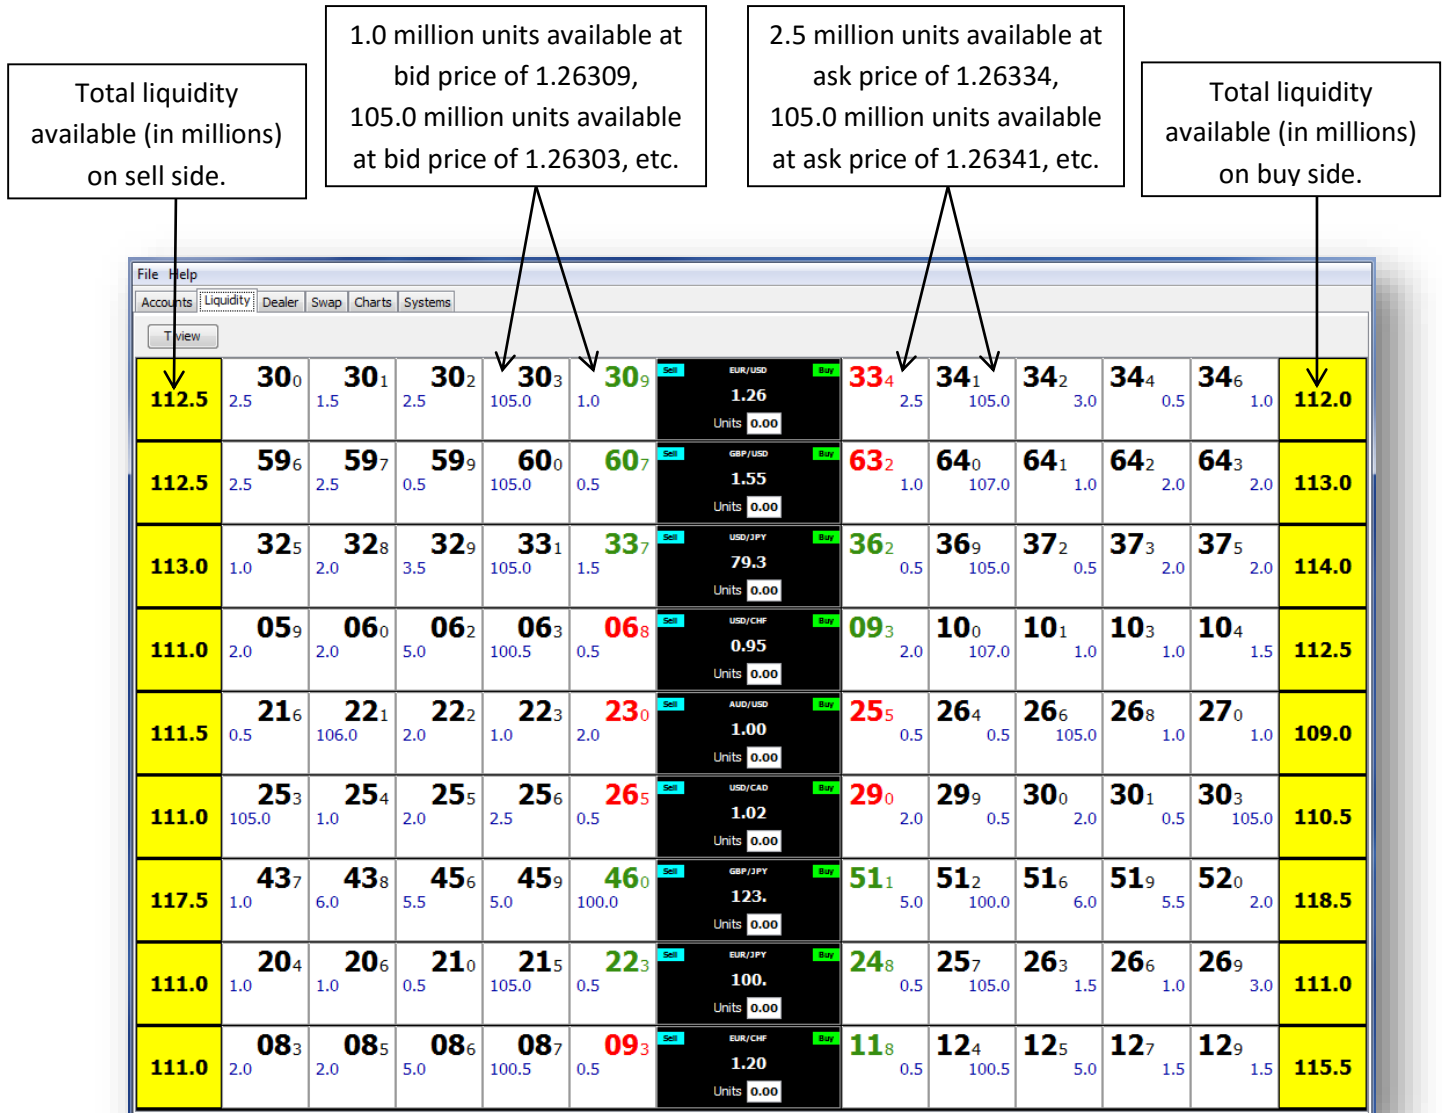 Total liquidity
available (in millions)
on sell side.
1.0 million units available at
bid price of 1.26309,
105.0 million units available
at bid price of 1.26303, etc.
2.5 million units available at
ask price of 1.26334,
105.0 million units available
at ask price of 1.26341, etc.
Total liquidity
available (in millions)
on buy side.
File Help
Accounts Liquidity Dealer Swap Charts Systems
T view
300 301 302 303 309 Sell EUR/USD Buy 334 341 342 344 346
112.5 2.5 1.5 2.5 105.0 1.0 1.26 2.5 105.0 3.0 0.5 1.0 112.0
Units 0.00
596 597 599 600 607 Sell GBP/USD Buy 632 640 641 642 643
112.5 2.5 2.5 0.5 105.0 0.5 1.55 1.0 107.0 1.0 2.0 2.0 113.0
Units 0.00
325 328 329 331 337 Sell USD/JPY Buy 362 369 372 373 375
113.0 1.0 2.0 3.5 105.0 1.5 79.3 0.5 105.0 0.5 2.0 2.0 114.0
Units 0.00
059 060 062 063 068 Sell USD/CHF Buy 093 100 101 103 104
111.0 2.0 2.0 5.0 100.5 0.5 0.95 2.0 107.0 1.0 1.0 1.5 112.5
Units 0.00
216 221 222 223 230 Sell AUD/USD Buy 255 264 266 268 270
111.5 0.5 106.0 2.0 1.0 2.0 1.00 0.5 0.5 105.0 1.0 1.0 109.0
Units 0.00
253 254 255 256 265 Sell USD/CAD Buy 290 299 300 301 303
111.0 105.0 1.0 2.0 2.5 0.5 1.02 2.0 0.5 2.0 0.5 105.0 110.5
Units 0.00
437 438 456 459 460 Sell GBP/JPY Buy 511 512 516 519 520
117.5 1.0 6.0 5.5 5.0 100.0 123. 5.0 100.0 6.0 5.5 2.0 118.5
Units 0.00
204 206 210 215 223 Sell EUR/JPY Buy 248 257 263 266 269
111.0 1.0 1.0 0.5 105.0 0.5 100. 0.5 105.0 1.5 1.0 3.0 111.0
Units 0.00
083 085 086 087 093 Sell EUR/CHF Buy 118 124 125 127 129
111.0 2.0 2.0 5.0 100.5 0.5 1.20 0.5 100.5 5.0 1.5 1.5 115.5
Units 0.00